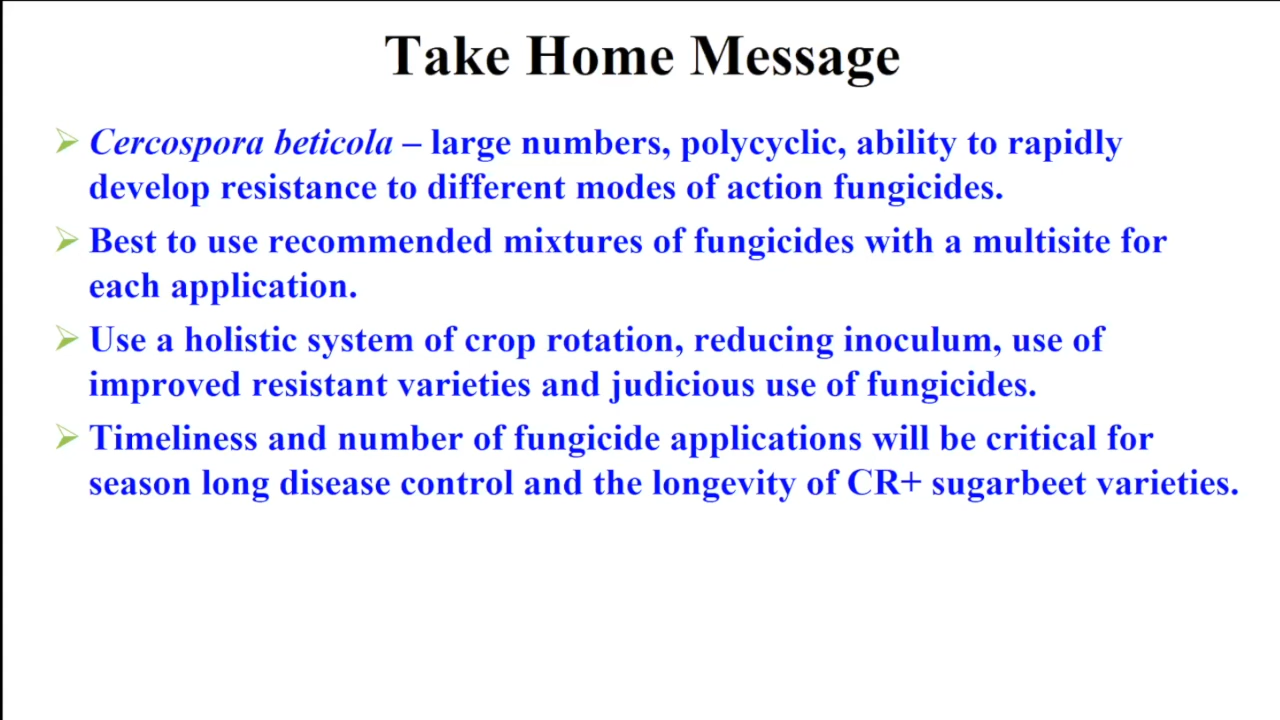 Take Home Message
Cercospora beticola – large numbers, polycyclic, ability to rapidly
develop resistance to different modes of action fungicides.
Best to use recommended mixtures of fungicides with a multisite for
each application.
Use a holistic system of crop rotation, reducing inoculum, use of
improved resistant varieties and judicious use of fungicides.
Timeliness and number of fungicide applications will be critical for
season long disease control and the longevity of CR+ sugarbeet varieties.